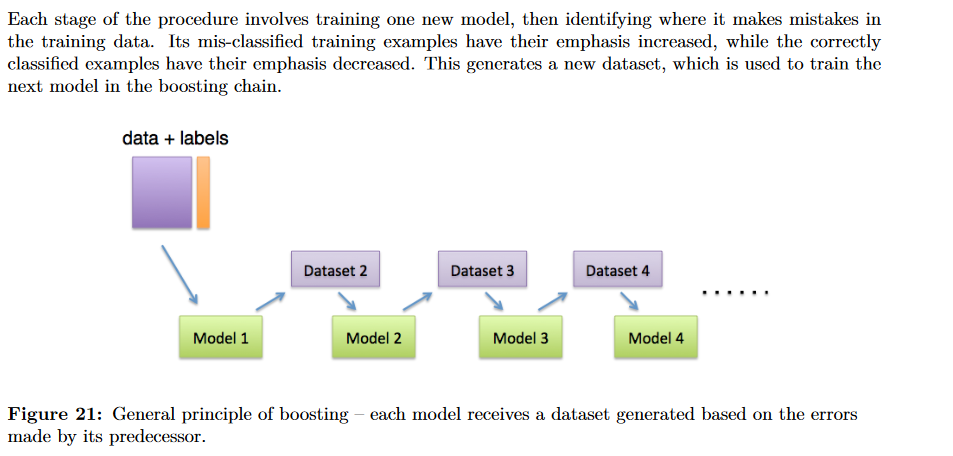 Each stage of the procedure involves training one new model, then identifying where it makes mistakes in
the training data. Its mis-classified training examples have their emphasis increased, while the correctly
classified examples have their emphasis decreased. This generates a new dataset, which is used to train the
next model in the boosting chain.
data + labels
Dataset 2
Dataset 3
Dataset 4
......
Model 1
Model 2
Model 3
Model 4
Figure 21: General principle of boosting – each model receives a dataset generated based on the errors
made by its predecessor.